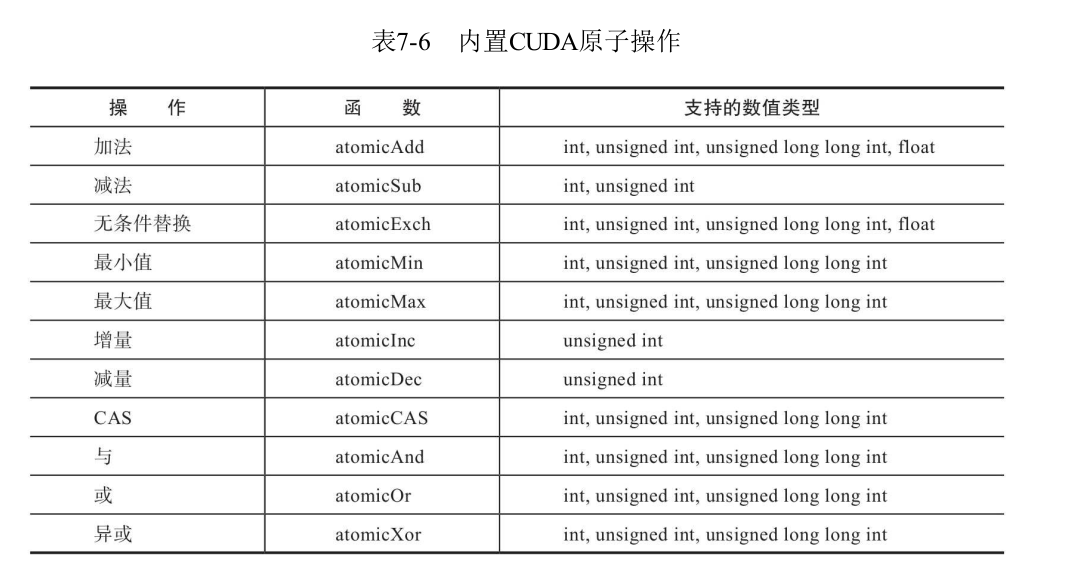 表7-6 内置CUDA原子操作
操 作 函 数 支持的数值类型
加法 atomicAdd int, unsigned int, unsigned long long int, float
减法 atomicSub int, unsigned int
无条件替换 atomicExch int, unsigned int, unsigned long long int, float
最小值 atomicMin int, unsigned int, unsigned long long int
最大值 atomicMax int, unsigned int, unsigned long long int
增量 atomicInc unsigned int
减量 atomicDec unsigned int
CAS atomicCAS int, unsigned int, unsigned long long int
与 atomicAnd int, unsigned int, unsigned long long int
或 atomicOr int, unsigned int, unsigned long long int
异或 atomicXor int, unsigned int, unsigned long long int